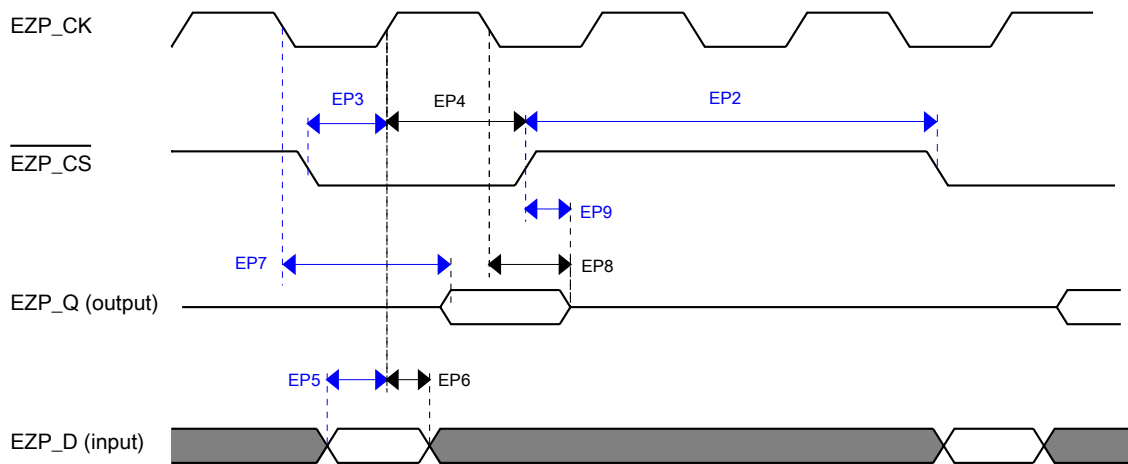 EZP_CK
EP3
EP4
EP2
EZP_CS
EP9
EP7
EP8
EZP_Q (output)
EP5
EP6
EZP_D (input)